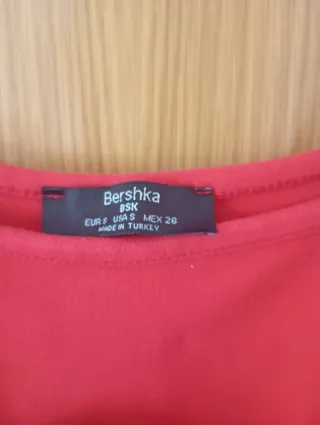 Bershka
BSK
EUR S USA S MEX 26
MADE IN TURKEY